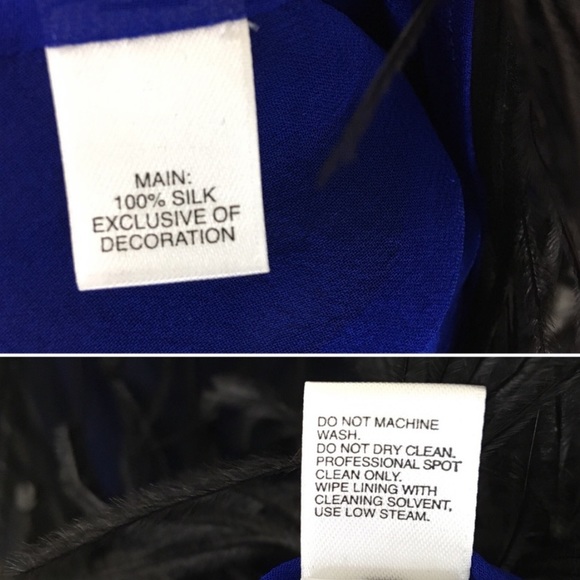 MAIN:
100% SILK
EXCLUSIVE OF
DECORATION
DO NOT MACHINE
WASH.
DO NOT DRY CLEAN.
PROFESSIONAL SPOT
CLEAN ONLY.
WIPE LINING WITH
CLEANING SOLVENT,
USE LOW STEAM.